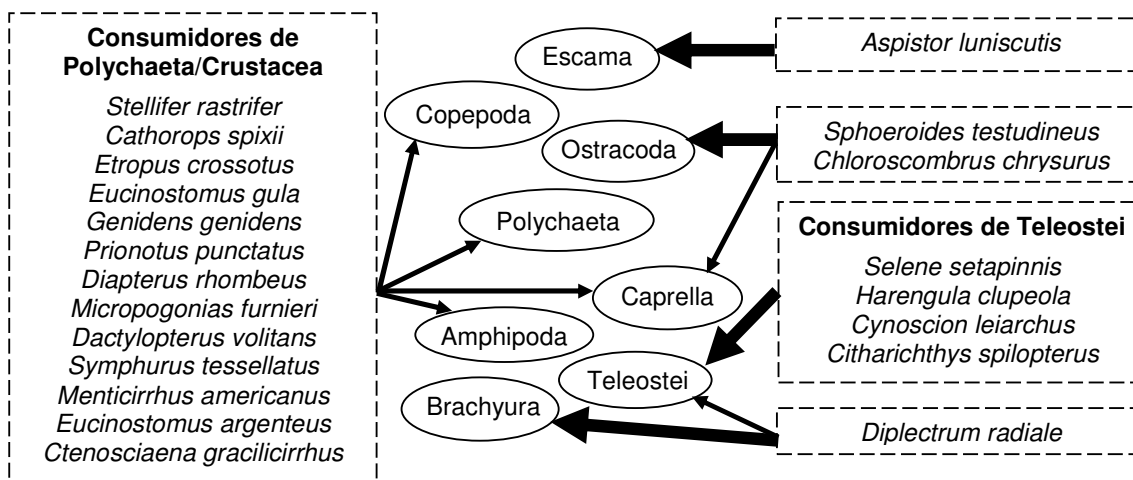 Consumidores de
Polychaeta/Crustacea
Stellifer rastrifer
Cathorops spixii
Etropus crossotus
Eucinostomus gula
Genidens genidens
Prionotus punctatus
Diapterus rhombeus
Micropogonias furnieri
Dactylopterus volitans
Symphurus tessellatus
Menticirrhus americanus
Eucinostomus argenteus
Ctenosciaena gracilicirrhus
Escama
Copepoda
Ostracoda
Polychaeta
Caprella
Amphipoda
Teleostei
Brachyura
Aspistor luniscutis
Sphoeroides testudineus
Chloroscombrus chrysurus
Consumidores de Teleostei
Selene setapinnis
Harengula clupeola
Cynoscion leiarchus
Citharichthys spilopterus
Diplectrum radiale